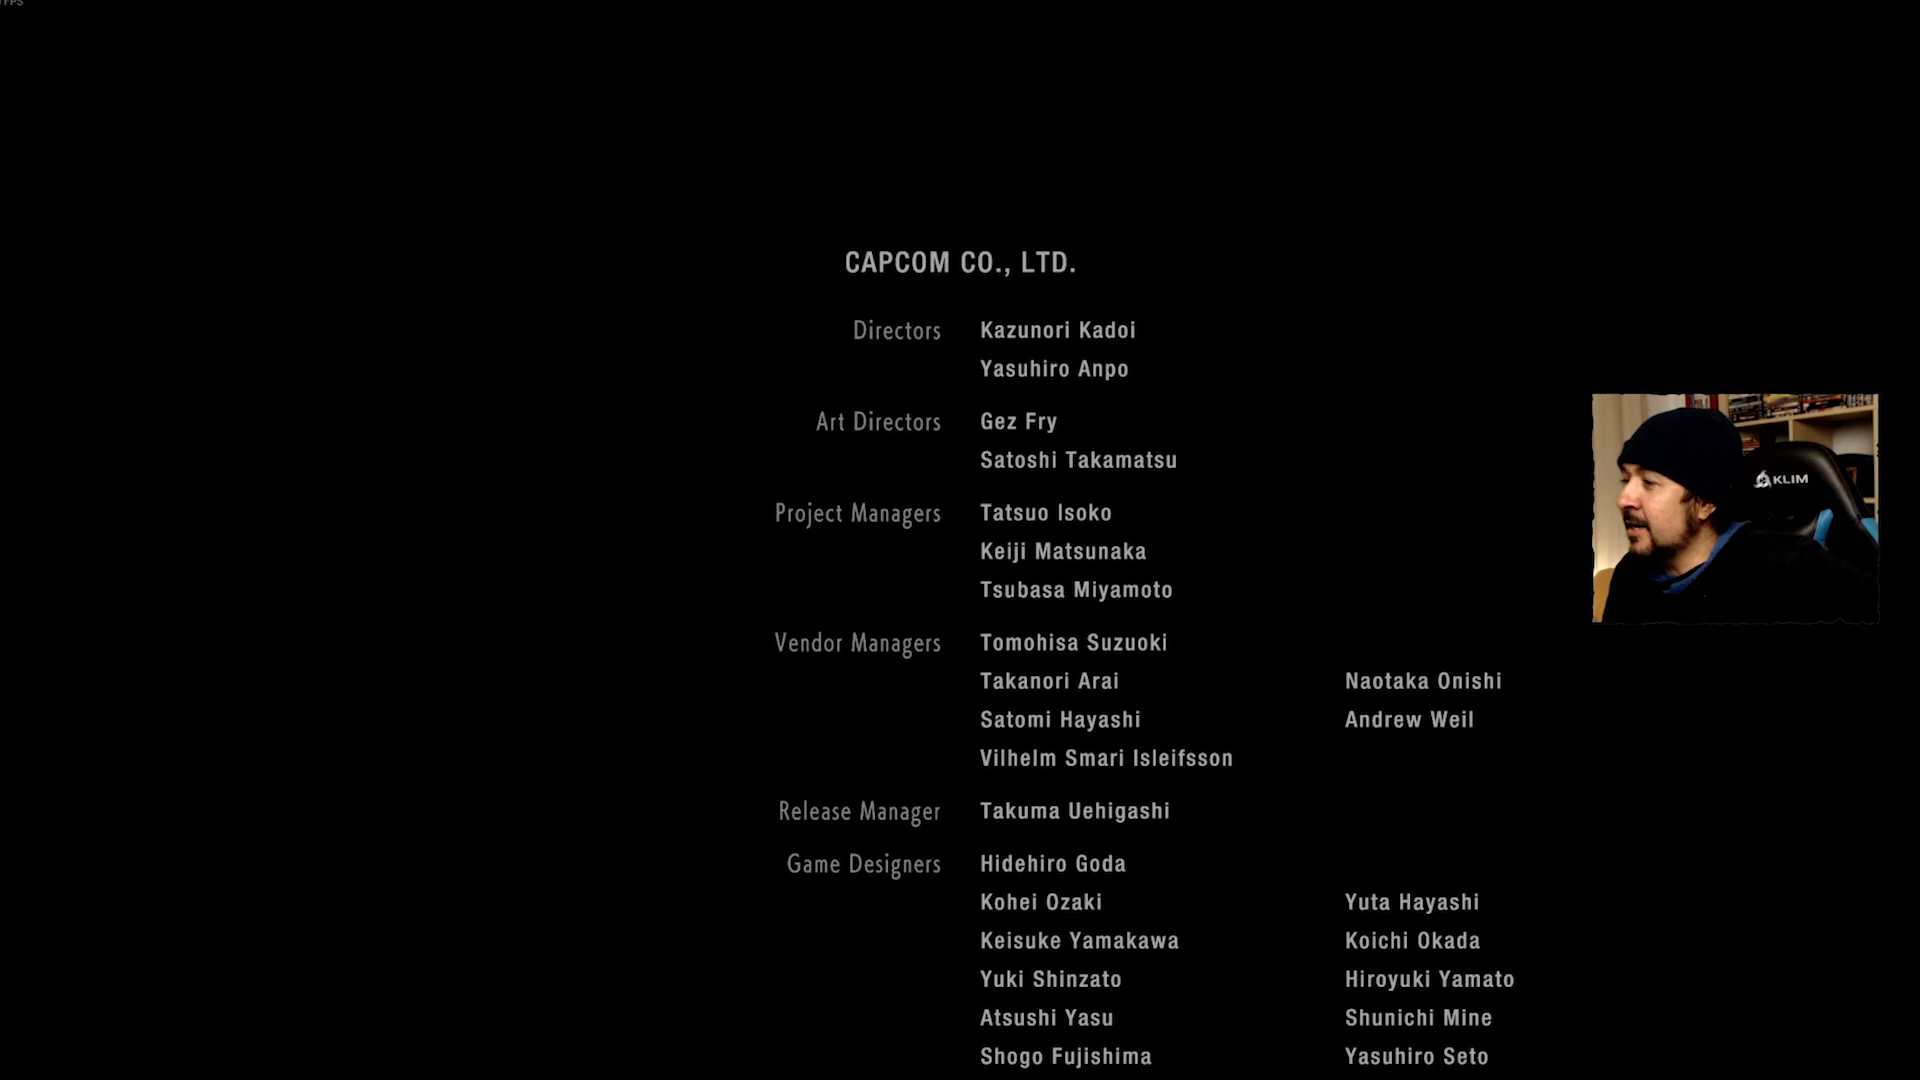 CAPCOM CO., LTD.
Directors Kazunori Kadoi
Yasuhiro Anpo
Art Directors Gez Fry
Satoshi Takamatsu
Project Managers Tatsuo Isoko
Keiji Matsunaka
Tsubasa Miyamoto
Vendor Managers Tomohisa Suzuoki
Takanori Arai Naotaka Onishi
Satomi Hayashi Andrew Weil
Vilhelm Smari Isleifsson
Release Manager Takuma Uehigashi
Game Designers Hidehiro Goda
Kohei Ozaki Yuta Hayashi
Keisuke Yamakawa Koichi Okada
Yuki Shinzato Hiroyuki Yamato
Atsushi Yasu Shunichi Mine
Shogo Fujishima Yasuhiro Seto
KLIM